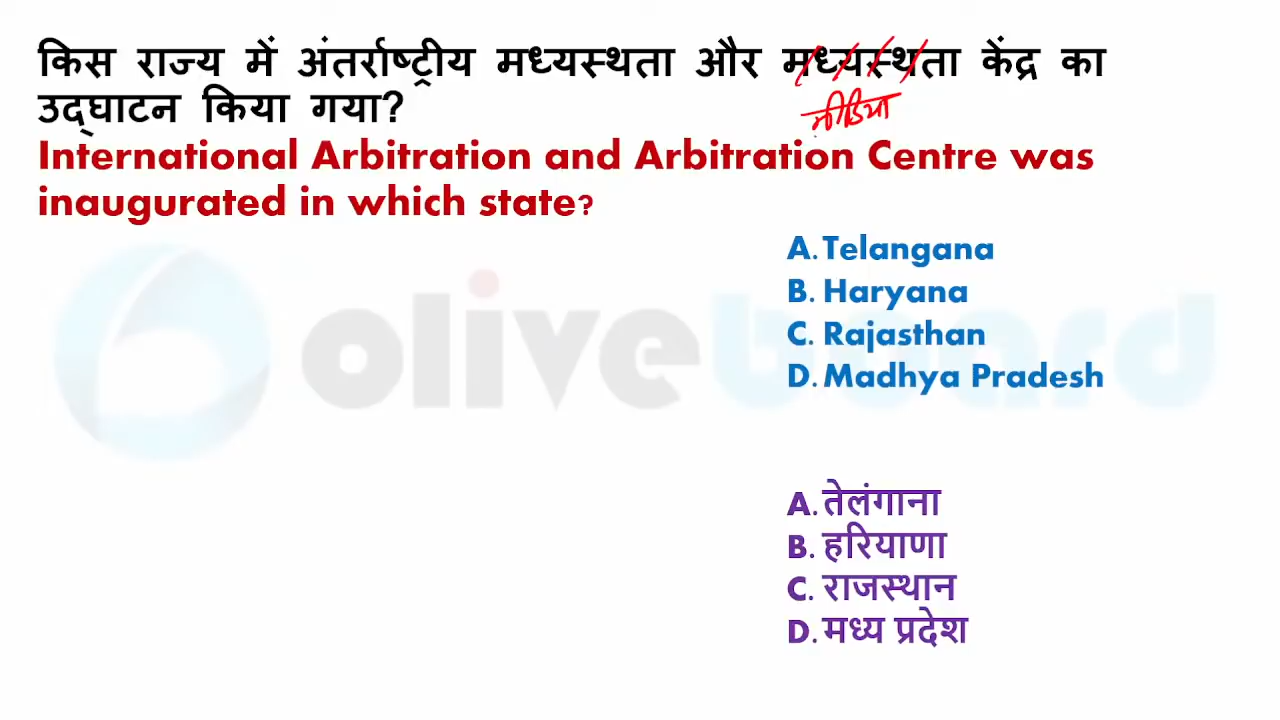 किस राज्य में अंतर्राष्ट्रीय मध्यस्थता और मध्यस्थता केंद्र का
मीडिया
उद्घाटन किया गया?
International Arbitration and Arbitration Centre was
inaugurated in which state?
A. Telangana
B. Haryana
C. Rajasthan
D. Madhya Pradesh
oliveboard
A. तेलंगाना
B. हरियाणा
C. राजस्थान
D. मध्य प्रदेश